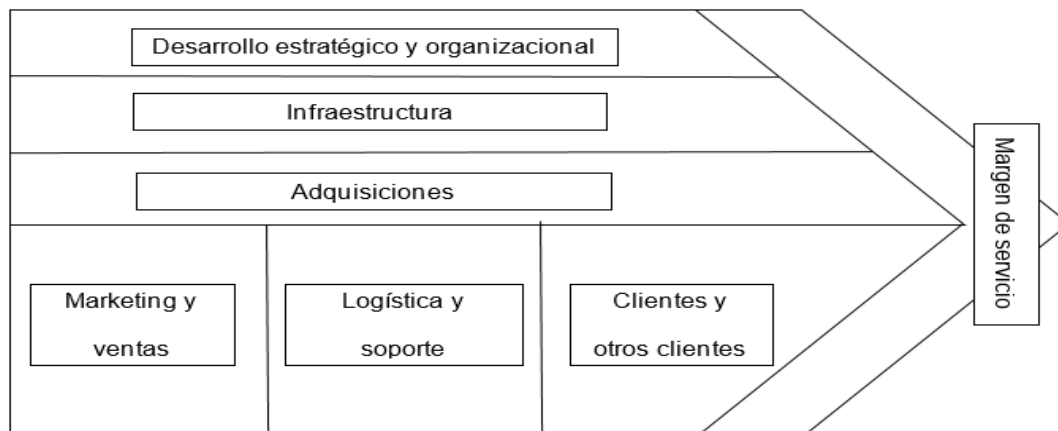 Desarrollo estratégico y organizacional
Infraestructura
Adquisiciones
Marketing y
ventas
Logística y
soporte
Clientes y
otros clientes
Margen de servicio